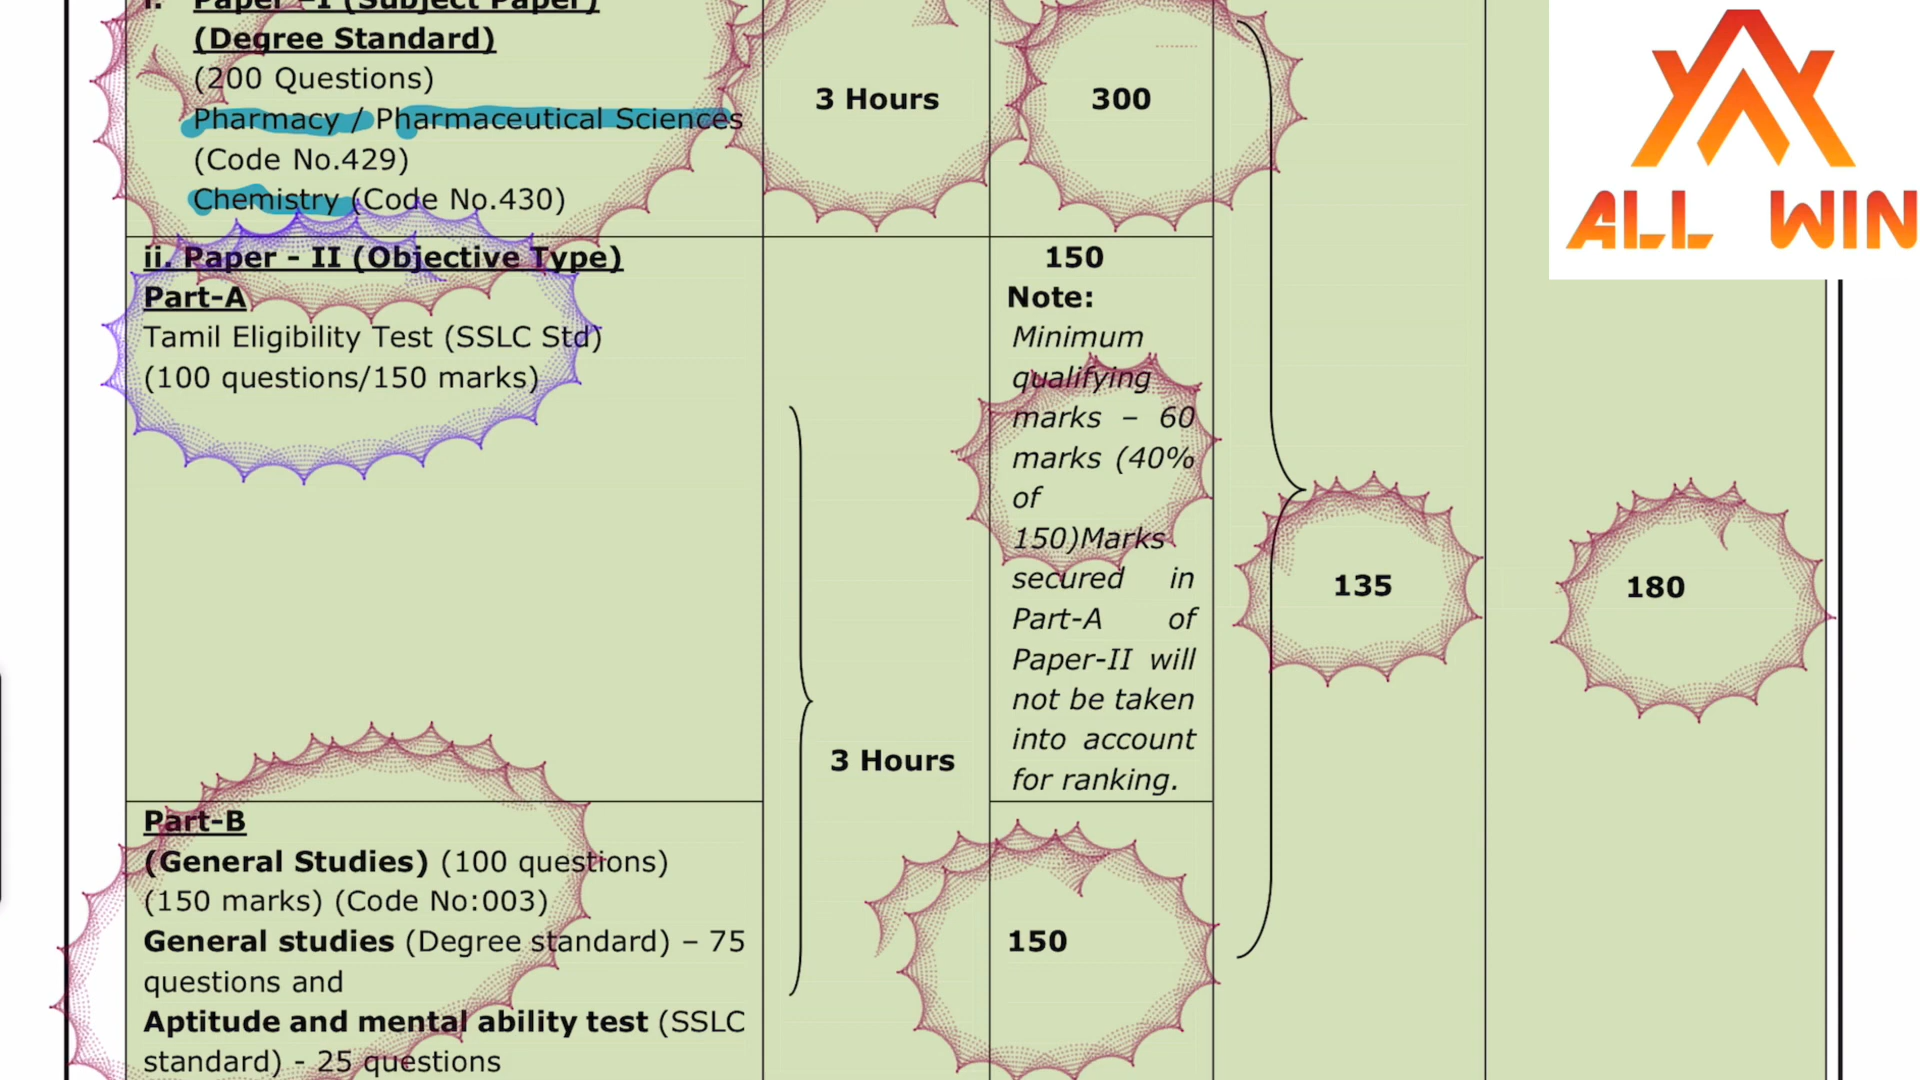 i. Paper –I (Subject Paper)
(Degree Standard)
(200 Questions)
Pharmacy / Pharmaceutical Sciences
(Code No.429)
Chemistry (Code No.430)
3 Hours
300
ii. Paper - II (Objective Type)
Part-A
Tamil Eligibility Test (SSLC Std)
(100 questions/150 marks)
150
Note:
Minimum
qualifying
marks – 60
marks (40%
of
150)Marks
secured in
Part-A of
Paper-II will
not be taken
into account
for ranking.
3 Hours
135
180
Part-B
(General Studies) (100 questions)
(150 marks) (Code No:003)
General studies (Degree standard) – 75
questions and
Aptitude and mental ability test (SSLC
standard) - 25 questions
150
ALL WIN